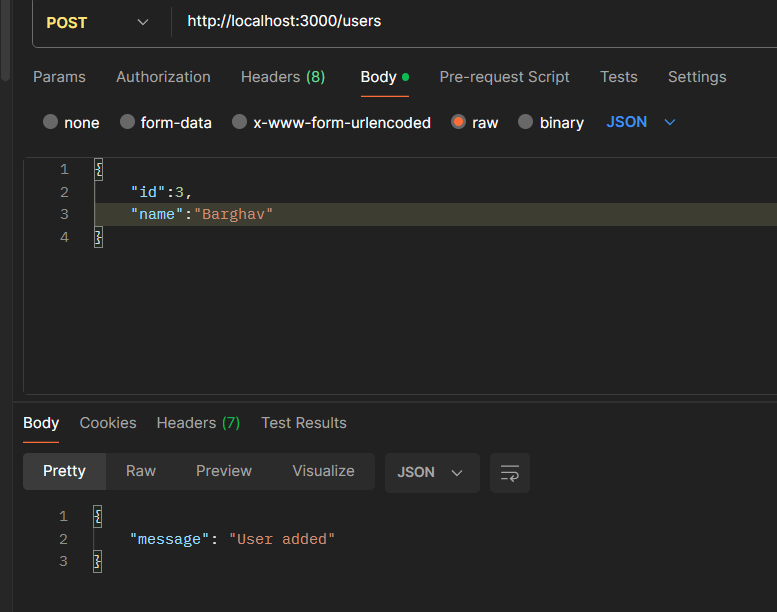 POST http://localhost:3000/users
Params Authorization Headers (8) Body Pre-request Script Tests Settings
none form-data x-www-form-urlencoded raw binary JSON
1 {
2 "id":3,
3 "name":"Barghav"
4 }
Body Cookies Headers (7) Test Results
Pretty Raw Preview Visualize JSON
1 {
2 "message": "User added"
3 }